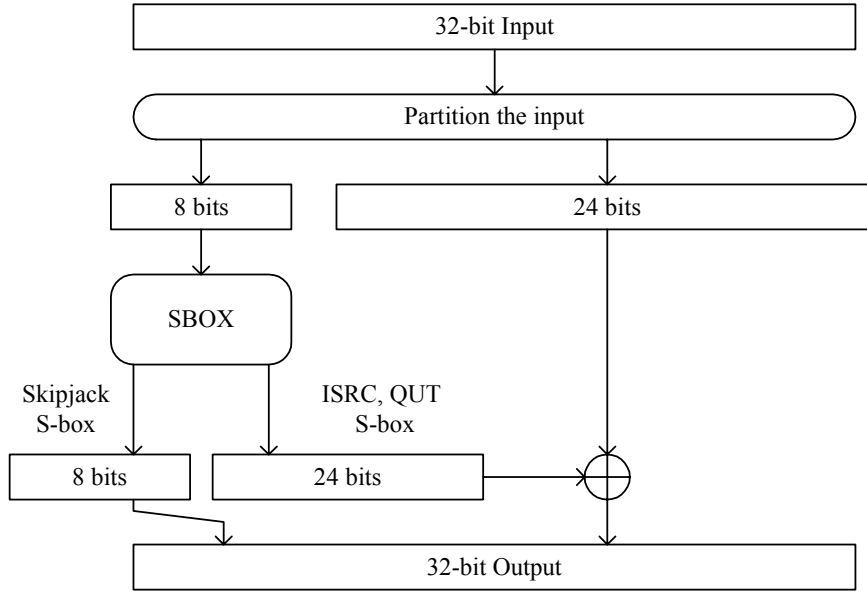 32-bit Input
Partition the input
8 bits
24 bits
SBOX
Skipjack
S-box
ISRC, QUT
S-box
8 bits
24 bits
32-bit Output